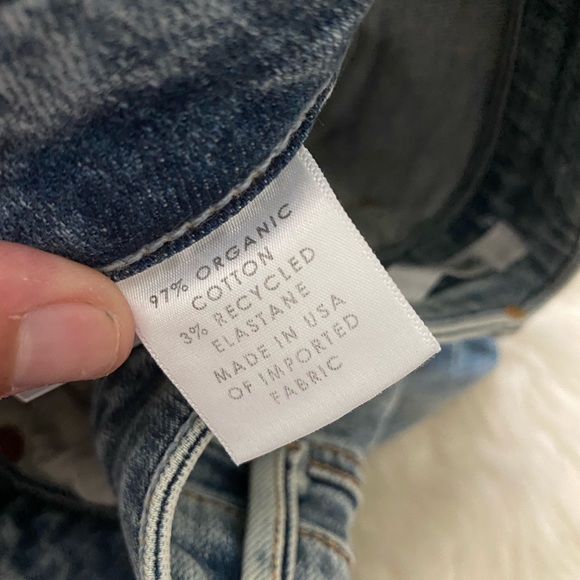 97% ORGANIC
COTTON
3% RECYCLED
ELASTANE
MADE IN USA
OF IMPORTED
FABRIC